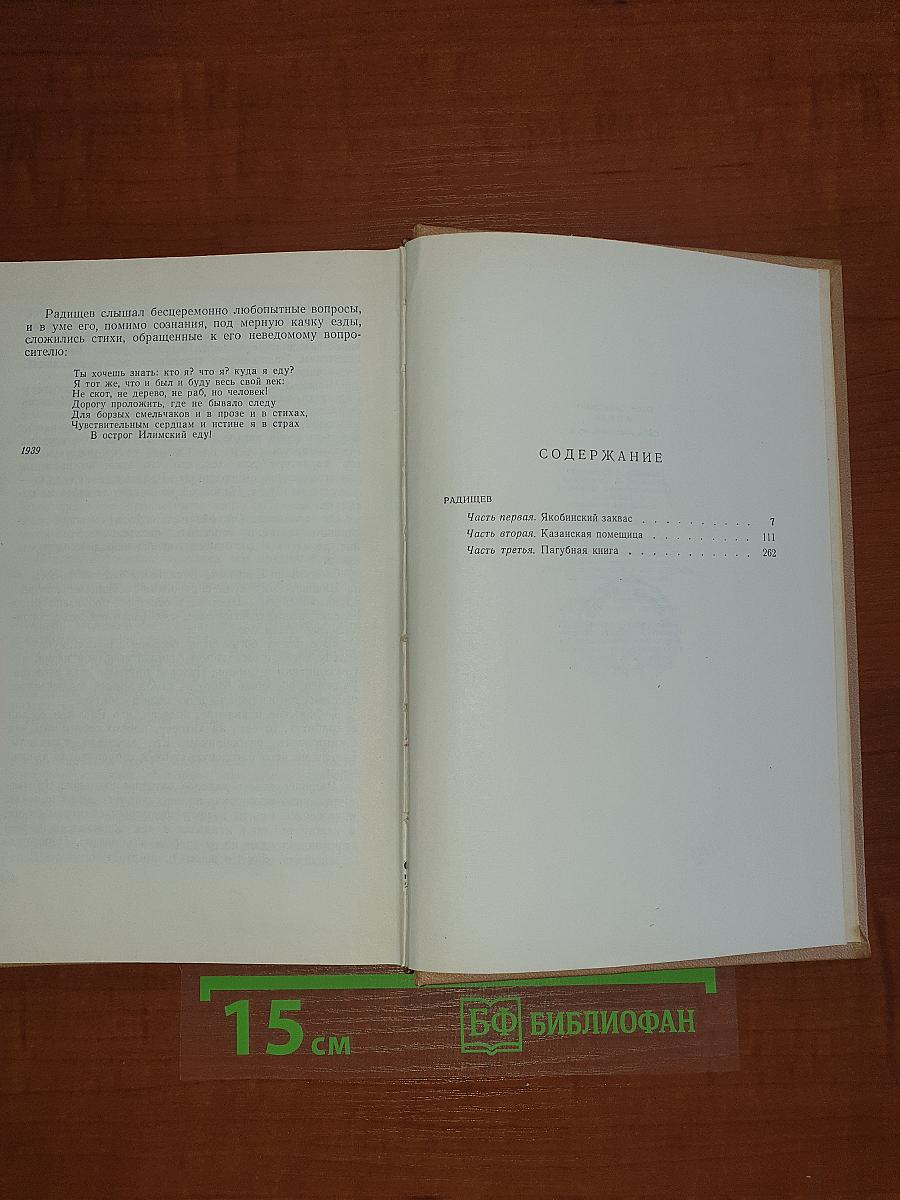 Радищев слышал бесцеремонно любопытные вопросы,
и в уме его, помимо сознания, под мерную качку езды,
сложились стихи, обращенные к его неведомому вопро-
сителю:
Ты хочешь знать: кто я? что я? куда я еду?
Я тот же, что и был и буду весь свой век:
Не скот, не дерево, не раб, но человек!
Дорогу проложить, где не бывало следу
Для борзых смельчаков и в прозе и в стихах,
Чувствительным сердцам и истине я в страх
В острог Илимский еду!
1939
СОДЕРЖАНИЕ
РАДИЩЕВ
Часть первая. Якобинский заквас . . . . . . . . . . 7
Часть вторая. Казанская помещица . . . . . . . . . 111
Часть третья. Пагубная книга . . . . . . . . . . . 262
15 см
БФ БИБЛИОФАН